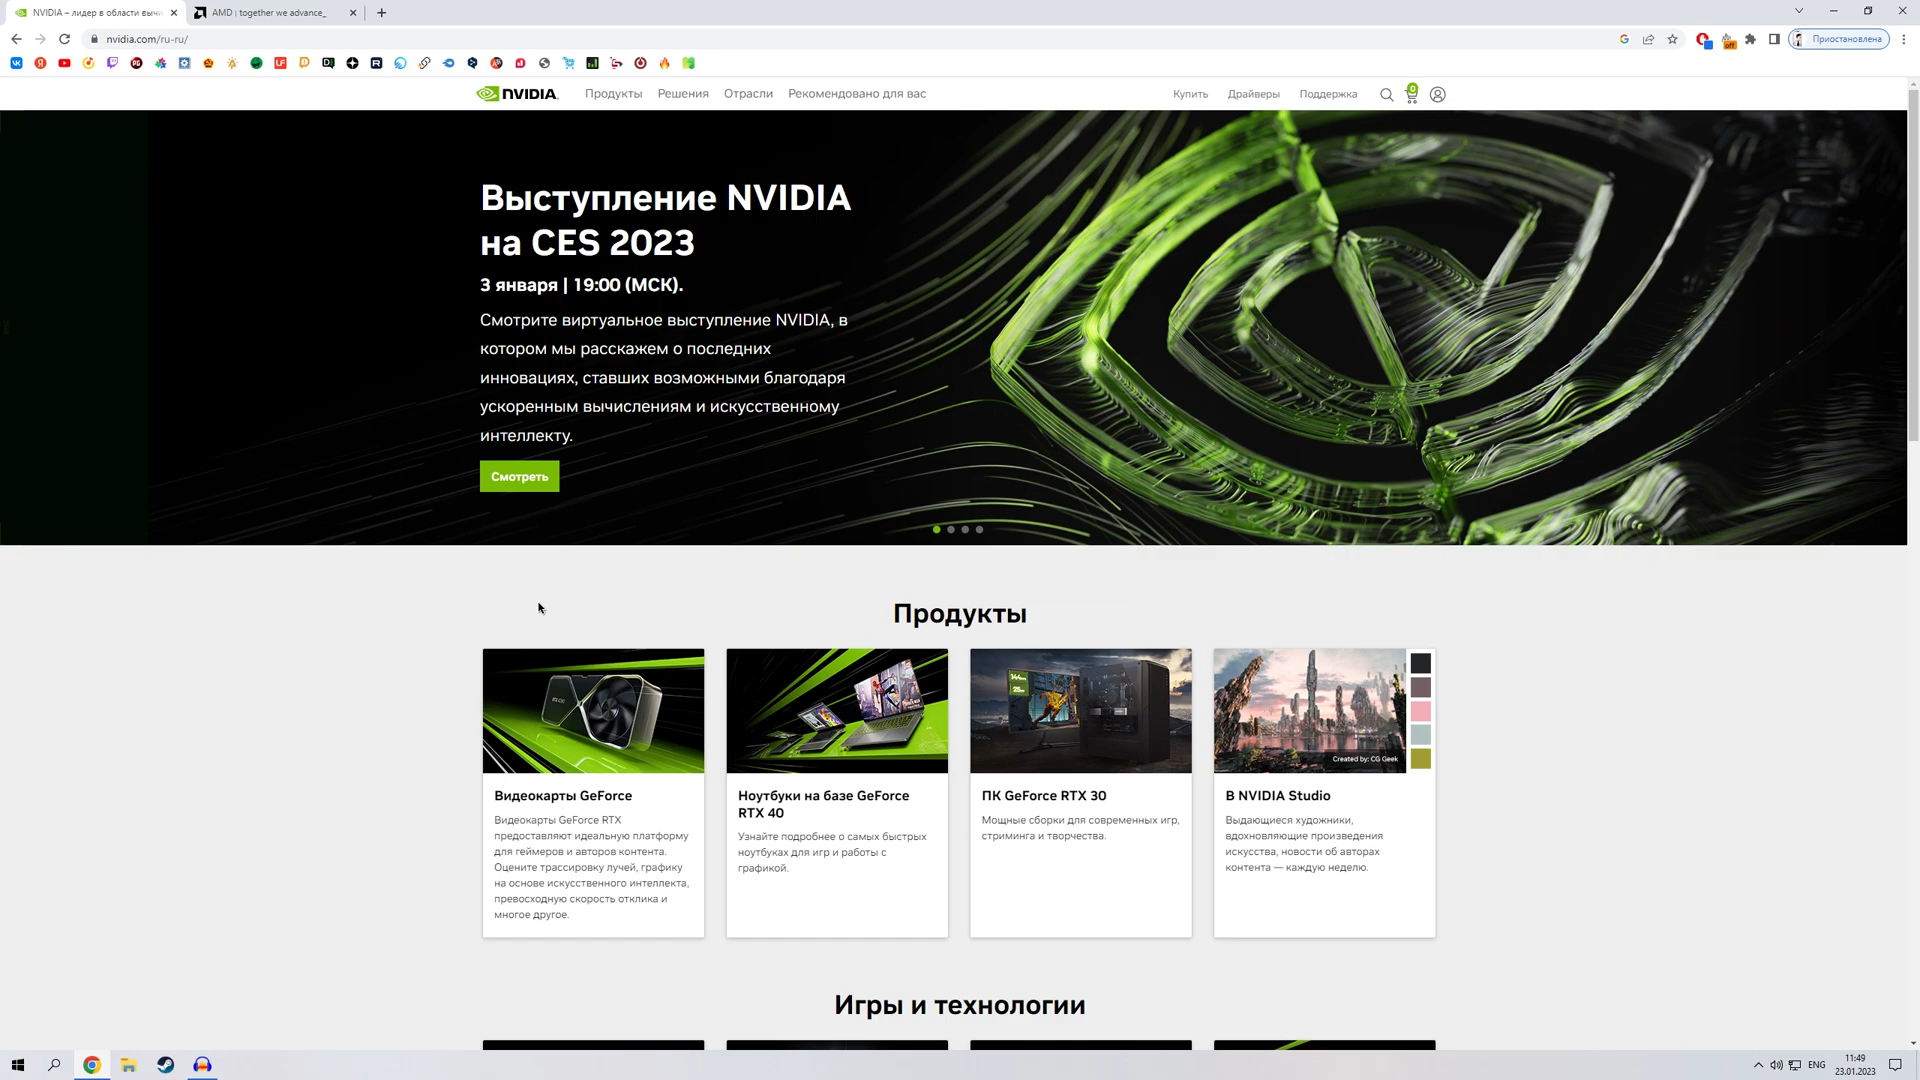 NVIDIA – лидер в области вычи
AMD | together we advance_
nvidia.com/ru-ru/
Приостановлена
NVIDIA.
Продукты
Решения
Отрасли
Рекомендовано для вас
Купить
Драйверы
Поддержка
0
Выступление NVIDIA
на CES 2023
3 января | 19:00 (МСК).
Смотрите виртуальное выступление NVIDIA, в
котором мы расскажем о последних
инновациях, ставших возможными благодаря
ускоренным вычислениям и искусственному
интеллекту.
Смотреть
Продукты
Created by: CG Geek
Видеокарты GeForce
Видеокарты GeForce RTX
предоставляют идеальную платформу
для геймеров и авторов контента.
Оцените трассировку лучей, графику
на основе искусственного интеллекта,
превосходную скорость отклика и
многое другое.
Ноутбуки на базе GeForce
RTX 40
Узнайте подробнее о самых быстрых
ноутбуках для игр и работы с
графикой.
ПК GeForce RTX 30
Мощные сборки для современных игр,
стриминга и творчества.
В NVIDIA Studio
Выдающиеся художники,
вдохновляющие произведения
искусства, новости об авторах
контента — каждую неделю.
Игры и технологии
ENG
11:49
23.01.2023